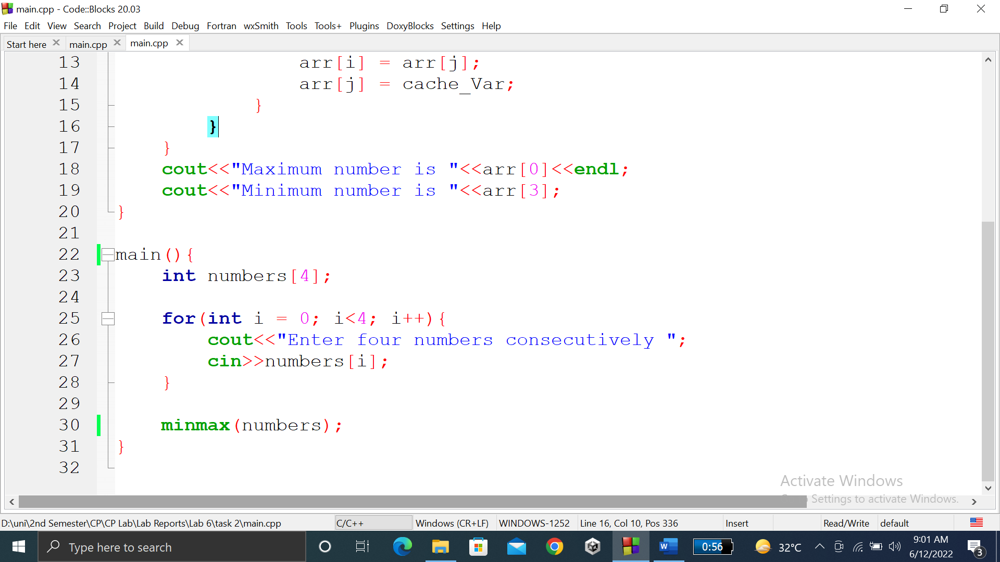 main.cpp - Code::Blocks 20.03
File Edit View Search Project Build Debug Fortran wxSmith Tools Tools+ Plugins DoxyBlocks Settings Help
Start here main.cpp main.cpp
13 arr[i] = arr[j];
14 arr[j] = cache_Var;
15 }
16 }
17 }
18 cout<<"Maximum number is "<<arr[0]<<endl;
19 cout<<"Minimum number is "<<arr[3];
20 }
21
22 main(){
23 int numbers[4];
24
25 for(int i = 0; i<4; i++){
26 cout<<"Enter four numbers consecutively ";
27 cin>>numbers[i];
28 }
29
30 minmax(numbers);
31 }
32
Activate Windows
Settings to activate Windows.
D:\uni\2nd Semester\CP\CP Lab\Lab Reports\Lab 6\task 2\main.cpp C/C++ Windows (CR+LF) WINDOWS-1252 Line 16, Col 10, Pos 336 Insert Read/Write default
Type here to search 0:56 32°C 9:01 AM
6/12/2022 3